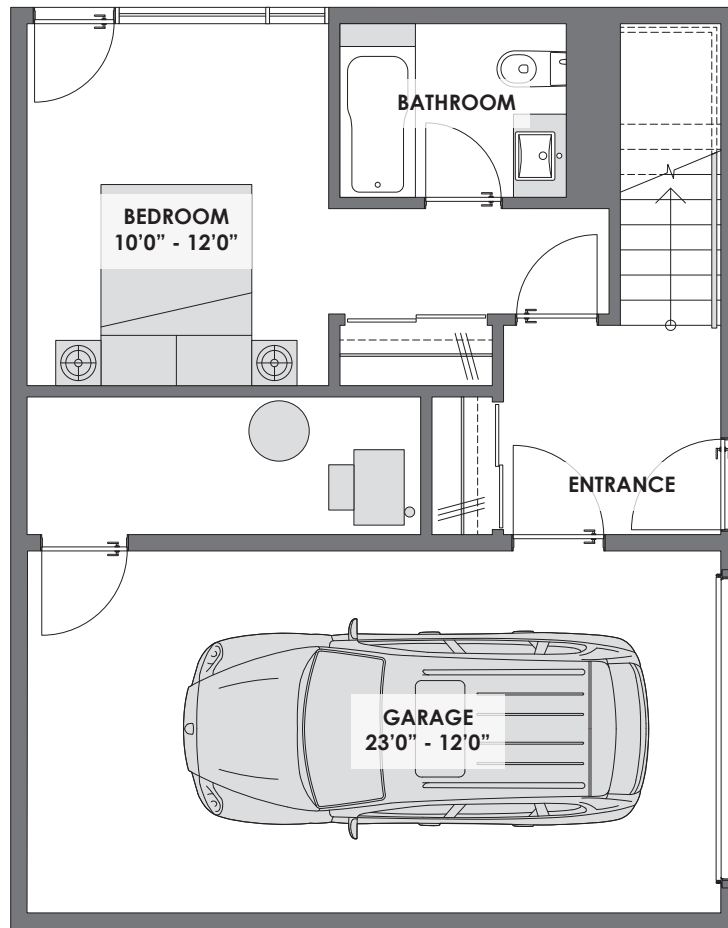 BATHROOM
BEDROOM
10’0” - 12’0”
ENTRANCE
GARAGE
23’0” - 12’0”